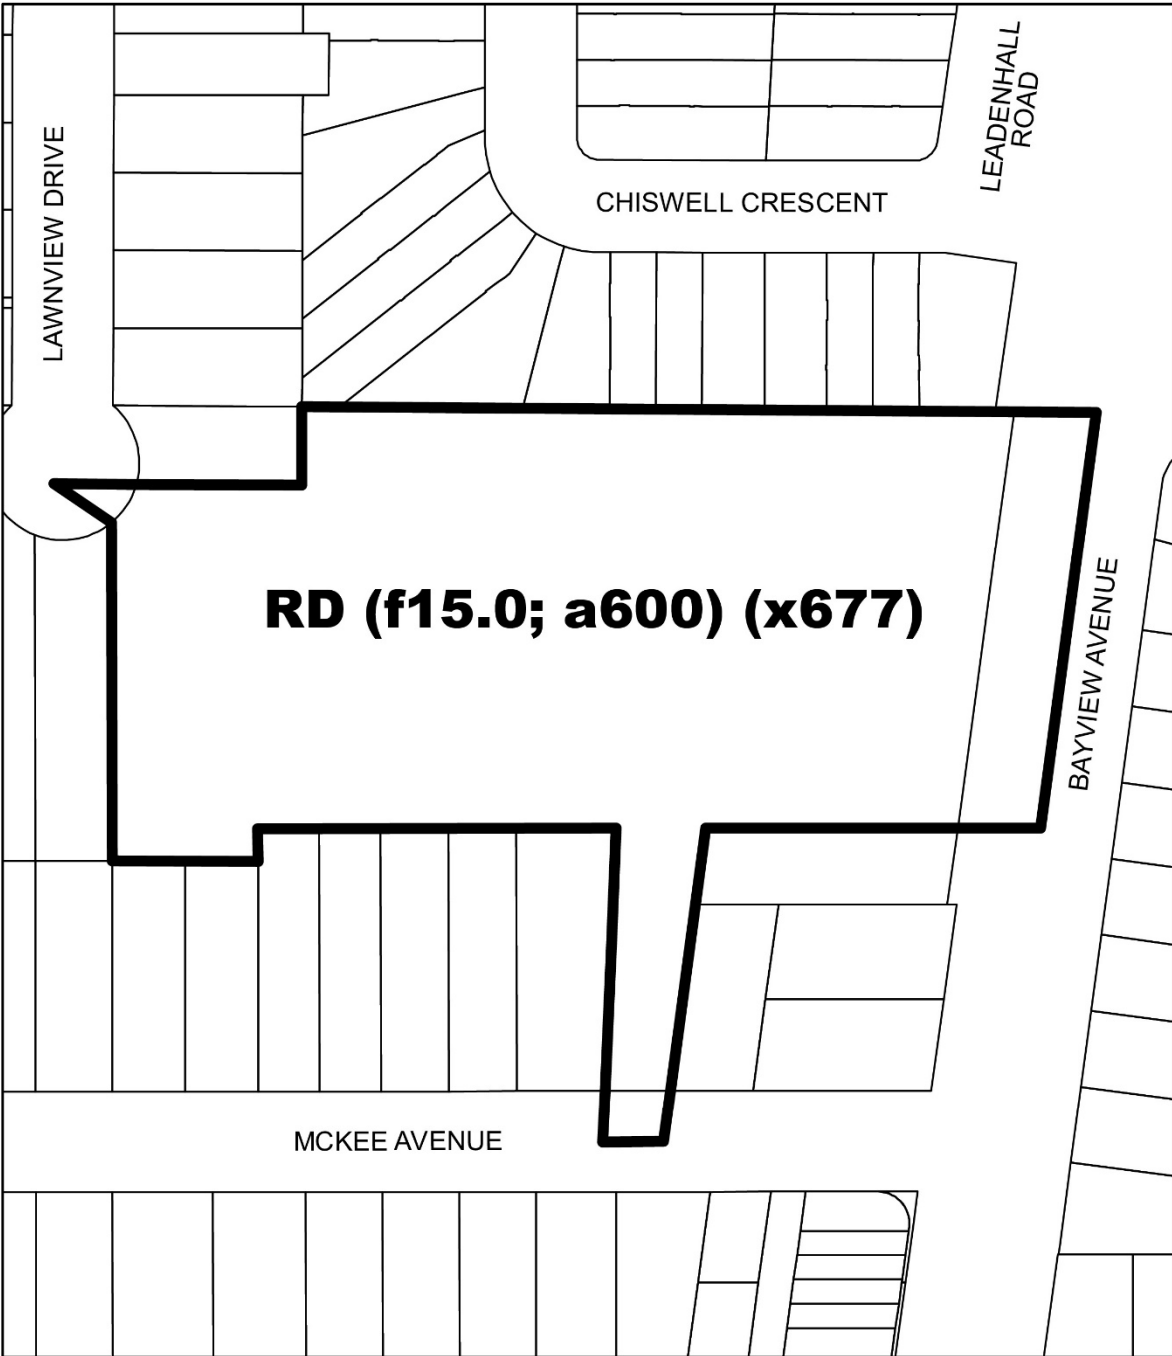 LEADENHALL
ROAD
LAWNVIEW DRIVE
CHISWELL CRESCENT
RD (f15.0; a600) (x677)
BAYVIEW AVENUE
MCKEE AVENUE